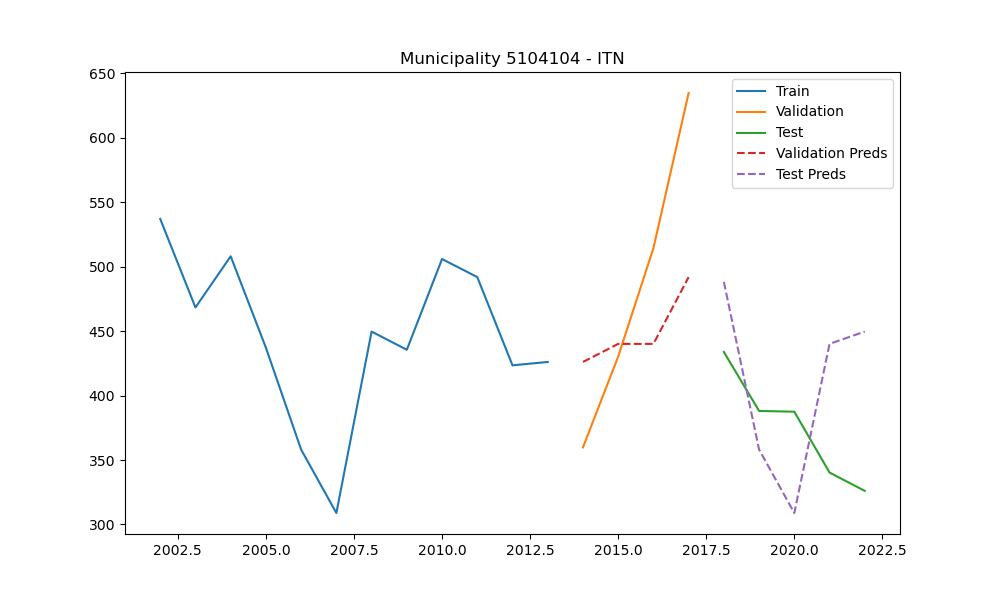 Municipality 5104104 - ITN
650
600
550
500
450
400
350
300
Train
Validation
Test
Validation Preds
Test Preds
2002.5 2005.0 2007.5 2010.0 2012.5 2015.0 2017.5 2020.0 2022.5